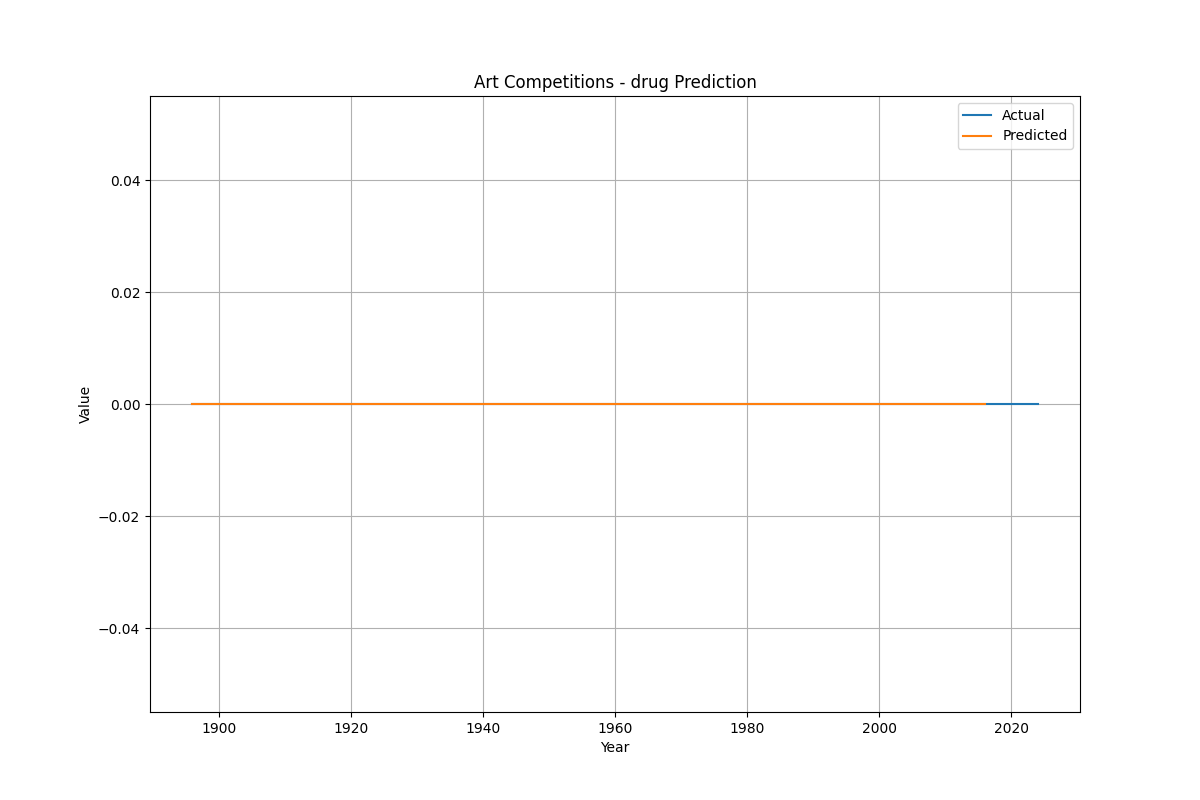 Art Competitions - drug Prediction
Actual
Predicted
0.04
0.02
0.00
−0.02
−0.04
Value
1900 1920 1940 1960 1980 2000 2020
Year